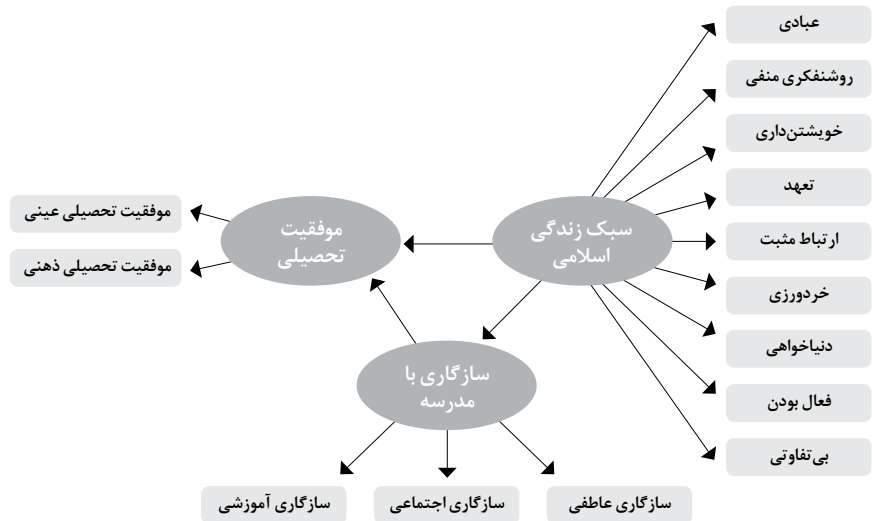 عبادی
روشنفکری منفی
خویشتن‌داری
تعهد
ارتباط مثبت
خردورزی
دنیاخواهی
فعال بودن
بی‌تفاوتی
سبک زندگی
اسلامی
موفقیت
تحصیلی
موفقیت تحصیلی عینی
موفقیت تحصیلی ذهنی
سازگاری با
مدرسه
سازگاری عاطفی
سازگاری اجتماعی
سازگاری آموزشی